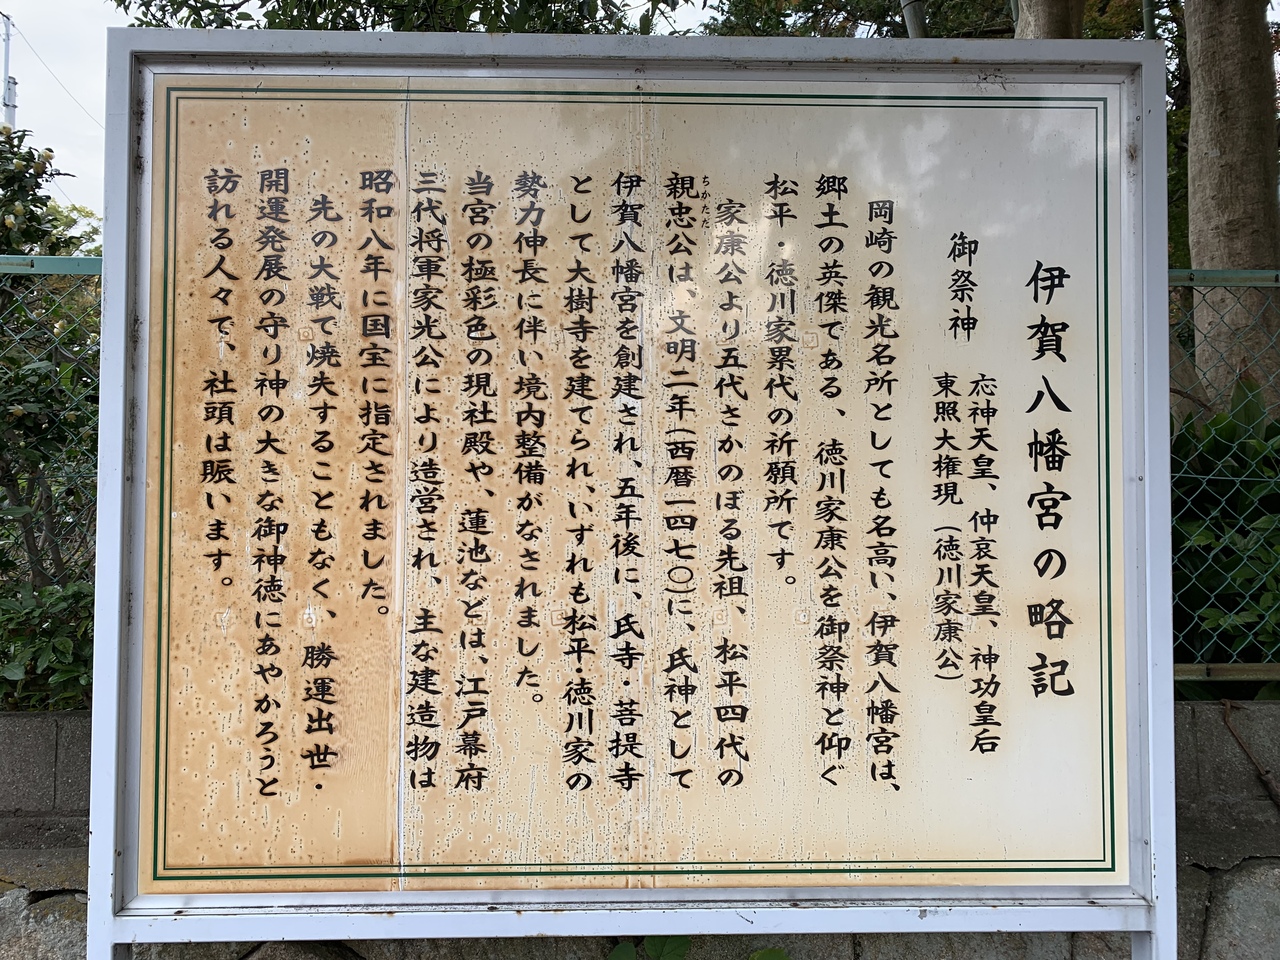 伊賀八幡宮の略記
御祭神
応神天皇、仲哀天皇、神功皇后
東照大権現（徳川家康公）
岡崎の観光名所としても名高い、伊賀八幡宮は、
郷土の英傑である、徳川家康公を御祭神と仰ぐ
松平・徳川家累代の祈願所です。
家康公より五代さかのぼる先祖、松平四代の
ちかただ
親忠公は、文明二年（西暦一四七〇）に、氏神として
伊賀八幡宮を創建され、五年後に、氏寺・菩提寺
として大樹寺を建てられ、いずれも松平・徳川家の
勢力伸長に伴い境内整備がなされました。
当宮の極彩色の現社殿や、蓮池などは、江戸幕府
三代将軍家光公により造営され、主な建造物は
昭和八年に国宝に指定されました。
先の大戦で焼失することもなく、勝運出世・
開運発展の守り神の大きな御神徳にあやかろうと
訪れる人々で、社頭は賑います。